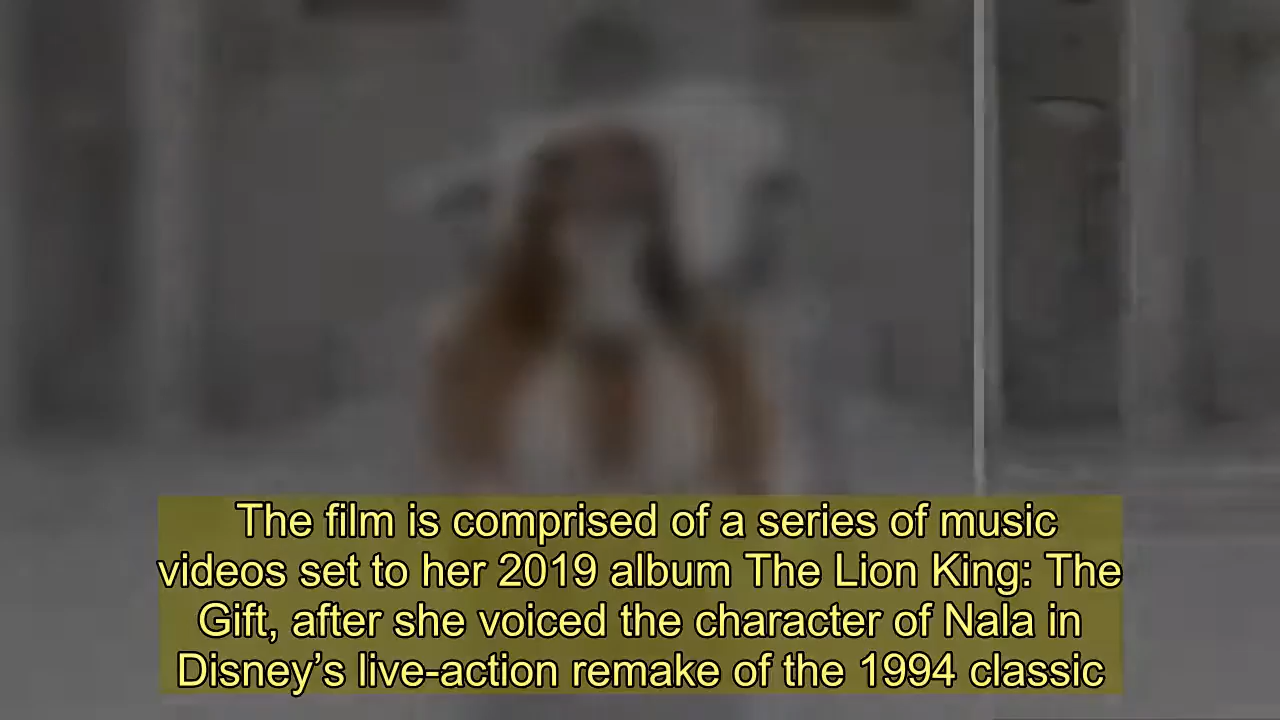 The film is comprised of a series of music
videos set to her 2019 album The Lion King: The
Gift, after she voiced the character of Nala in
Disney’s live-action remake of the 1994 classic